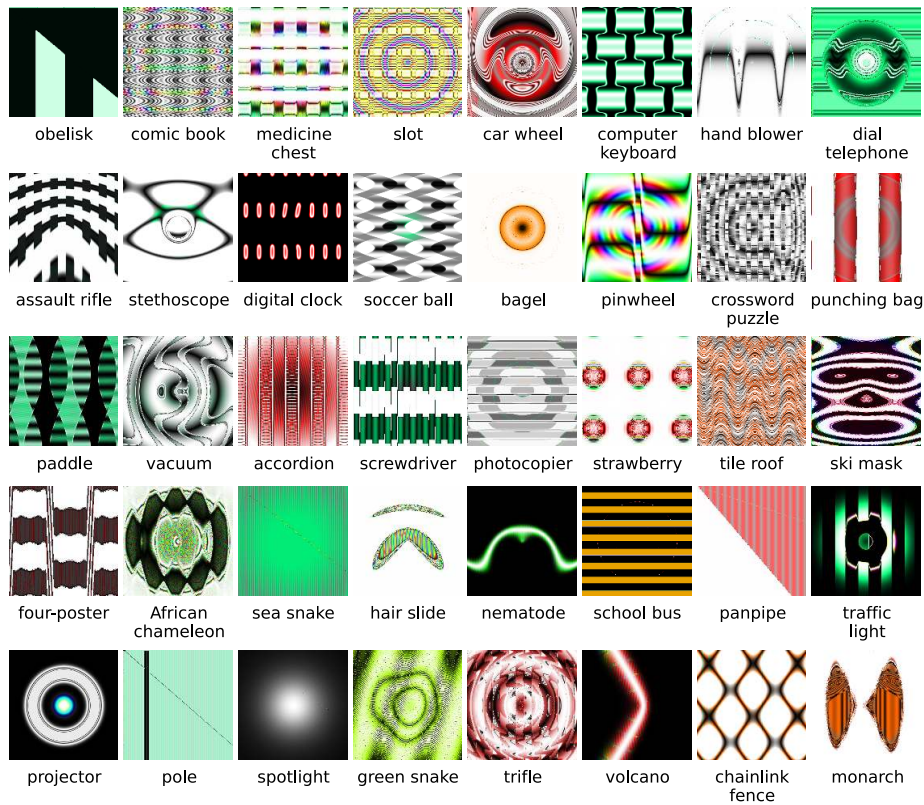 obelisk
comic book
medicine
chest
slot
car wheel
computer
keyboard
hand blower
dial
telephone
assault rifle
stethoscope
digital clock
soccer ball
bagel
pinwheel
crossword
puzzle
punching bag
paddle
vacuum
accordion
screwdriver
photocopier
strawberry
tile roof
ski mask
four-poster
African
chameleon
sea snake
hair slide
nematode
school bus
panpipe
traffic
light
projector
pole
spotlight
green snake
trifle
volcano
chainlink
fence
monarch